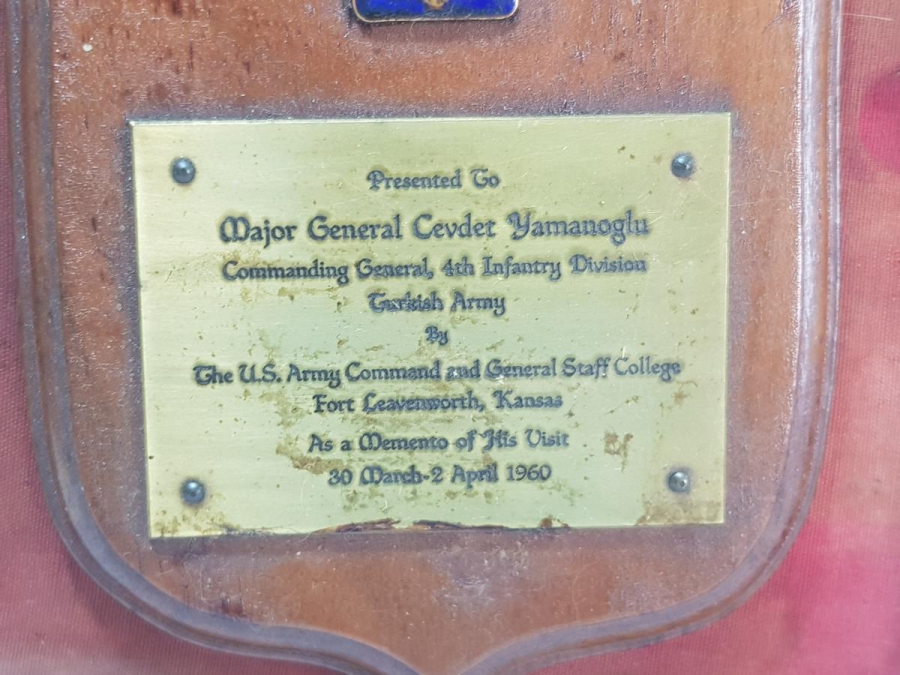 Presented To
Major General Cevdet Yamanoglu
Commanding General, 4th Infantry Division
Turkish Army
By
The U.S. Army Command and General Staff College
Fort Leavenworth, Kansas
As a Memento of His Visit
30 March-2 April 1960